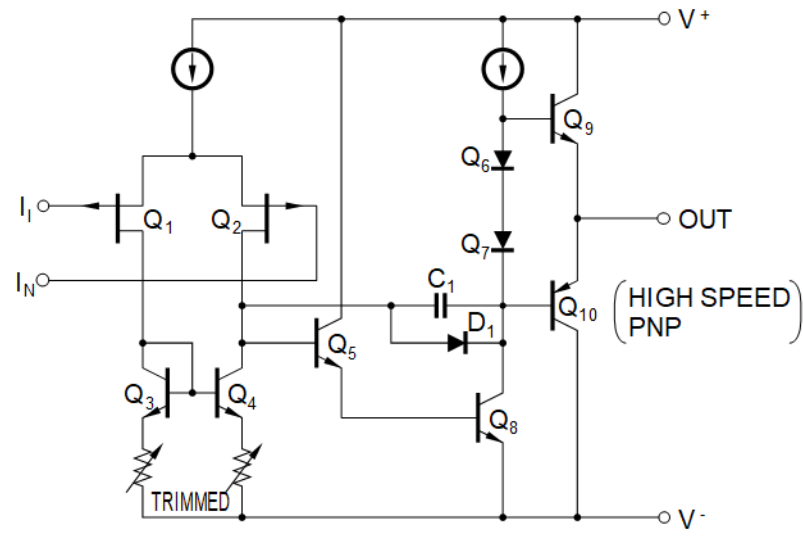 V+
Q9
Q6
II
Q1
Q2
OUT
Q7
IN
C1
Q10
HIGH SPEED
PNP
D1
Q5
Q3
Q4
Q8
TRIMMED
V-